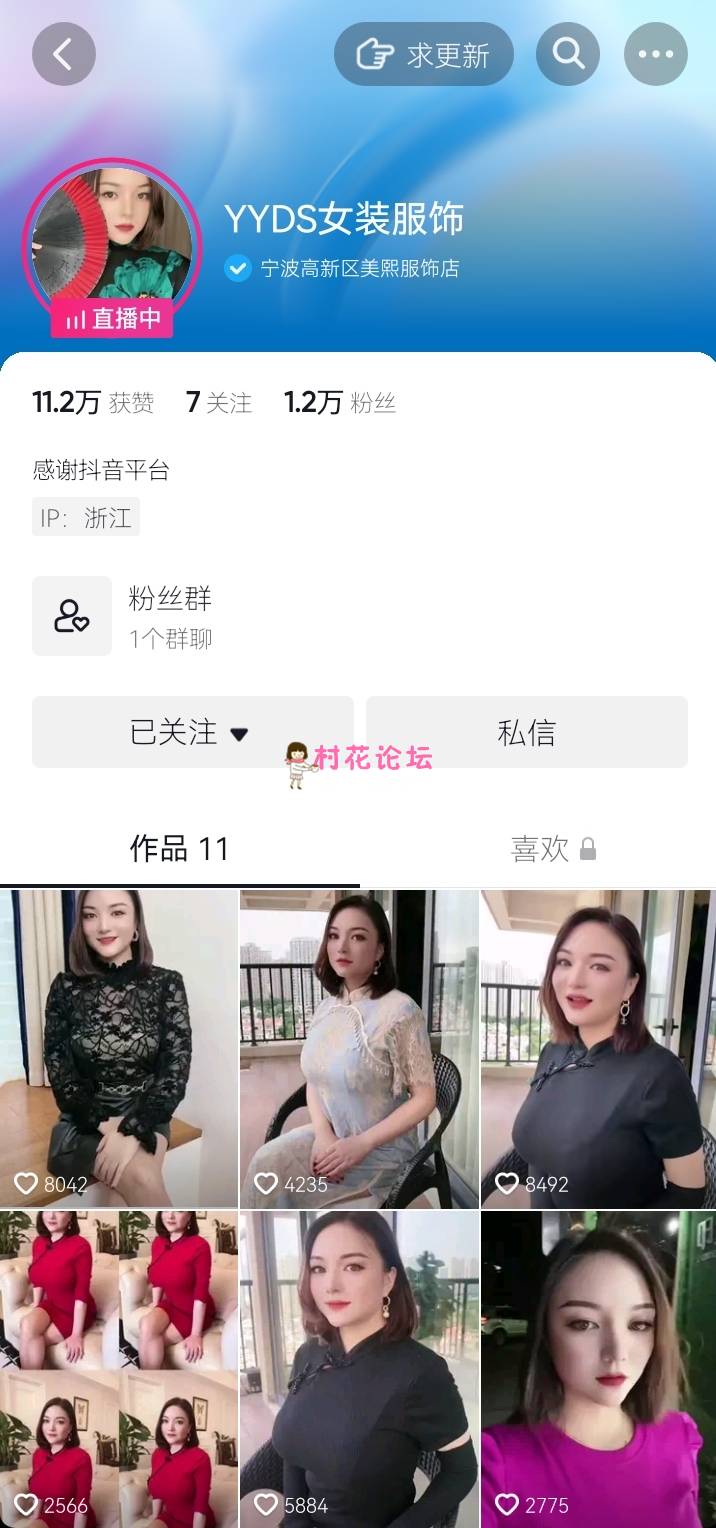 求更新
YYDS女装服饰
宁波高新区美熙服饰店
直播中
11.2万 获赞 7 关注 1.2万 粉丝
感谢抖音平台
IP： 浙江
粉丝群
1个群聊
已关注 私信
村花论坛
作品 11 喜欢
8042 4235 8492
2566 5884 2775